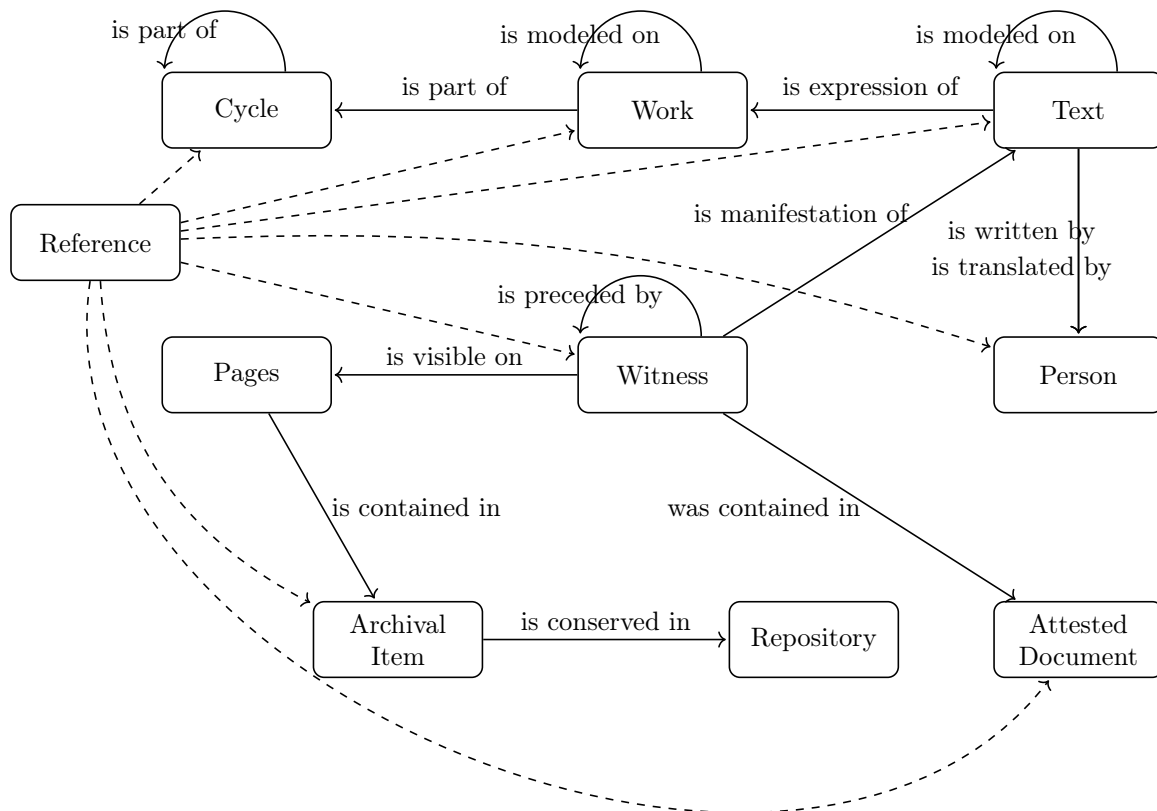 is part of
is modeled on
is modeled on
Cycle
is part of
Work
is expression of
Text
Reference
is manifestation of
is written by
is translated by
is preceded by
Pages
is visible on
Witness
Person
is contained in
was contained in
Archival
Item
is conserved in
Repository
Attested
Document